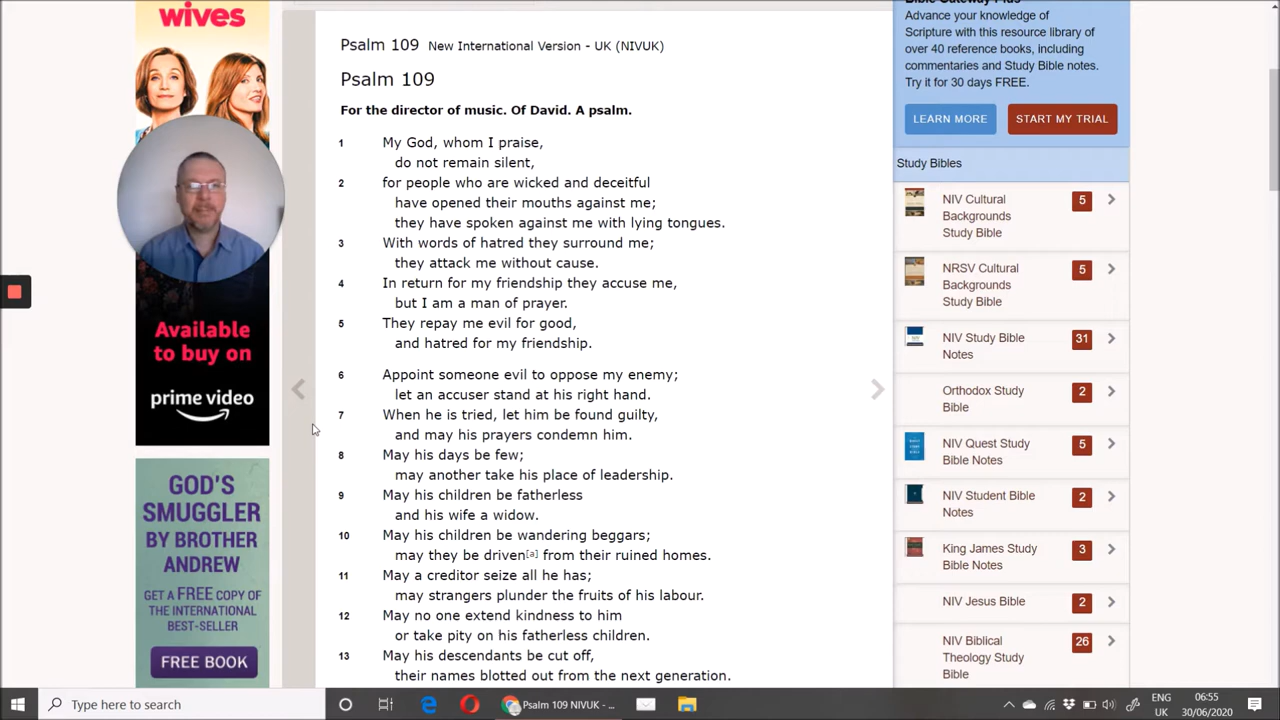 wives
Available
to buy on
prime video
GOD'S
SMUGGLER
BY BROTHER
ANDREW
GET A FREE COPY OF
THE INTERNATIONAL
BEST-SELLER
FREE BOOK
Psalm 109 New International Version - UK (NIVUK)
Psalm 109
For the director of music. Of David. A psalm.
1 My God, whom I praise,
do not remain silent,
2 for people who are wicked and deceitful
have opened their mouths against me;
they have spoken against me with lying tongues.
3 With words of hatred they surround me;
they attack me without cause.
4 In return for my friendship they accuse me,
but I am a man of prayer.
5 They repay me evil for good,
and hatred for my friendship.
6 Appoint someone evil to oppose my enemy;
let an accuser stand at his right hand.
7 When he is tried, let him be found guilty,
and may his prayers condemn him.
8 May his days be few;
may another take his place of leadership.
9 May his children be fatherless
and his wife a widow.
10 May his children be wandering beggars;
may they be driven[a] from their ruined homes.
11 May a creditor seize all he has;
may strangers plunder the fruits of his labour.
12 May no one extend kindness to him
or take pity on his fatherless children.
13 May his descendants be cut off,
their names blotted out from the next generation.
Advance your knowledge of
Scripture with this resource library of
over 40 reference books, including
commentaries and Study Bible notes.
Try it for 30 days FREE.
LEARN MORE START MY TRIAL
Study Bibles
NIV Cultural
Backgrounds 5
Study Bible
NRSV Cultural
Backgrounds 5
Study Bible
NIV Study Bible 31
Notes
Orthodox Study 2
Bible
NIV Quest Study 5
Bible Notes
NIV Student Bible 2
Notes
King James Study 3
Bible Notes
NIV Jesus Bible 2
NIV Biblical
Theology Study 26
Bible
Type here to search
Psalm 109 NIVUK - ...
ENG
UK
06:55
30/06/2020